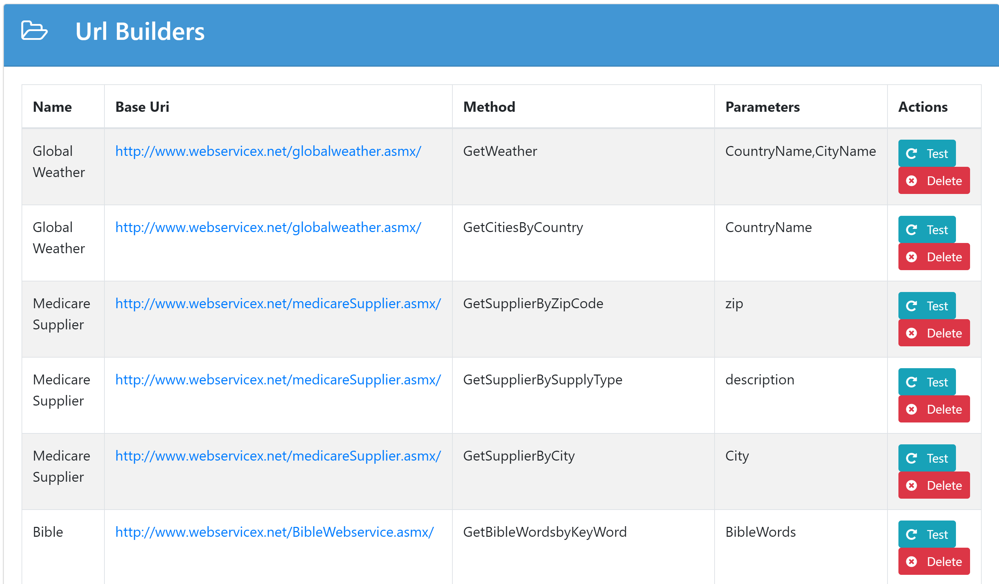 Url Builders
Name Base Uri Method Parameters Actions
Global http://www.webservicex.net/globalweather.asmx/ GetWeather CountryName,CityName Test
Weather Delete
Global http://www.webservicex.net/globalweather.asmx/ GetCitiesByCountry CountryName Test
Weather Delete
Medicare http://www.webservicex.net/medicareSupplier.asmx/ GetSupplierByZipCode zip Test
Supplier Delete
Medicare http://www.webservicex.net/medicareSupplier.asmx/ GetSupplierBySupplyType description Test
Supplier Delete
Medicare http://www.webservicex.net/medicareSupplier.asmx/ GetSupplierByCity City Test
Supplier Delete
Bible http://www.webservicex.net/BibleWebservice.asmx/ GetBibleWordsbyKeyWord BibleWords Test
Delete